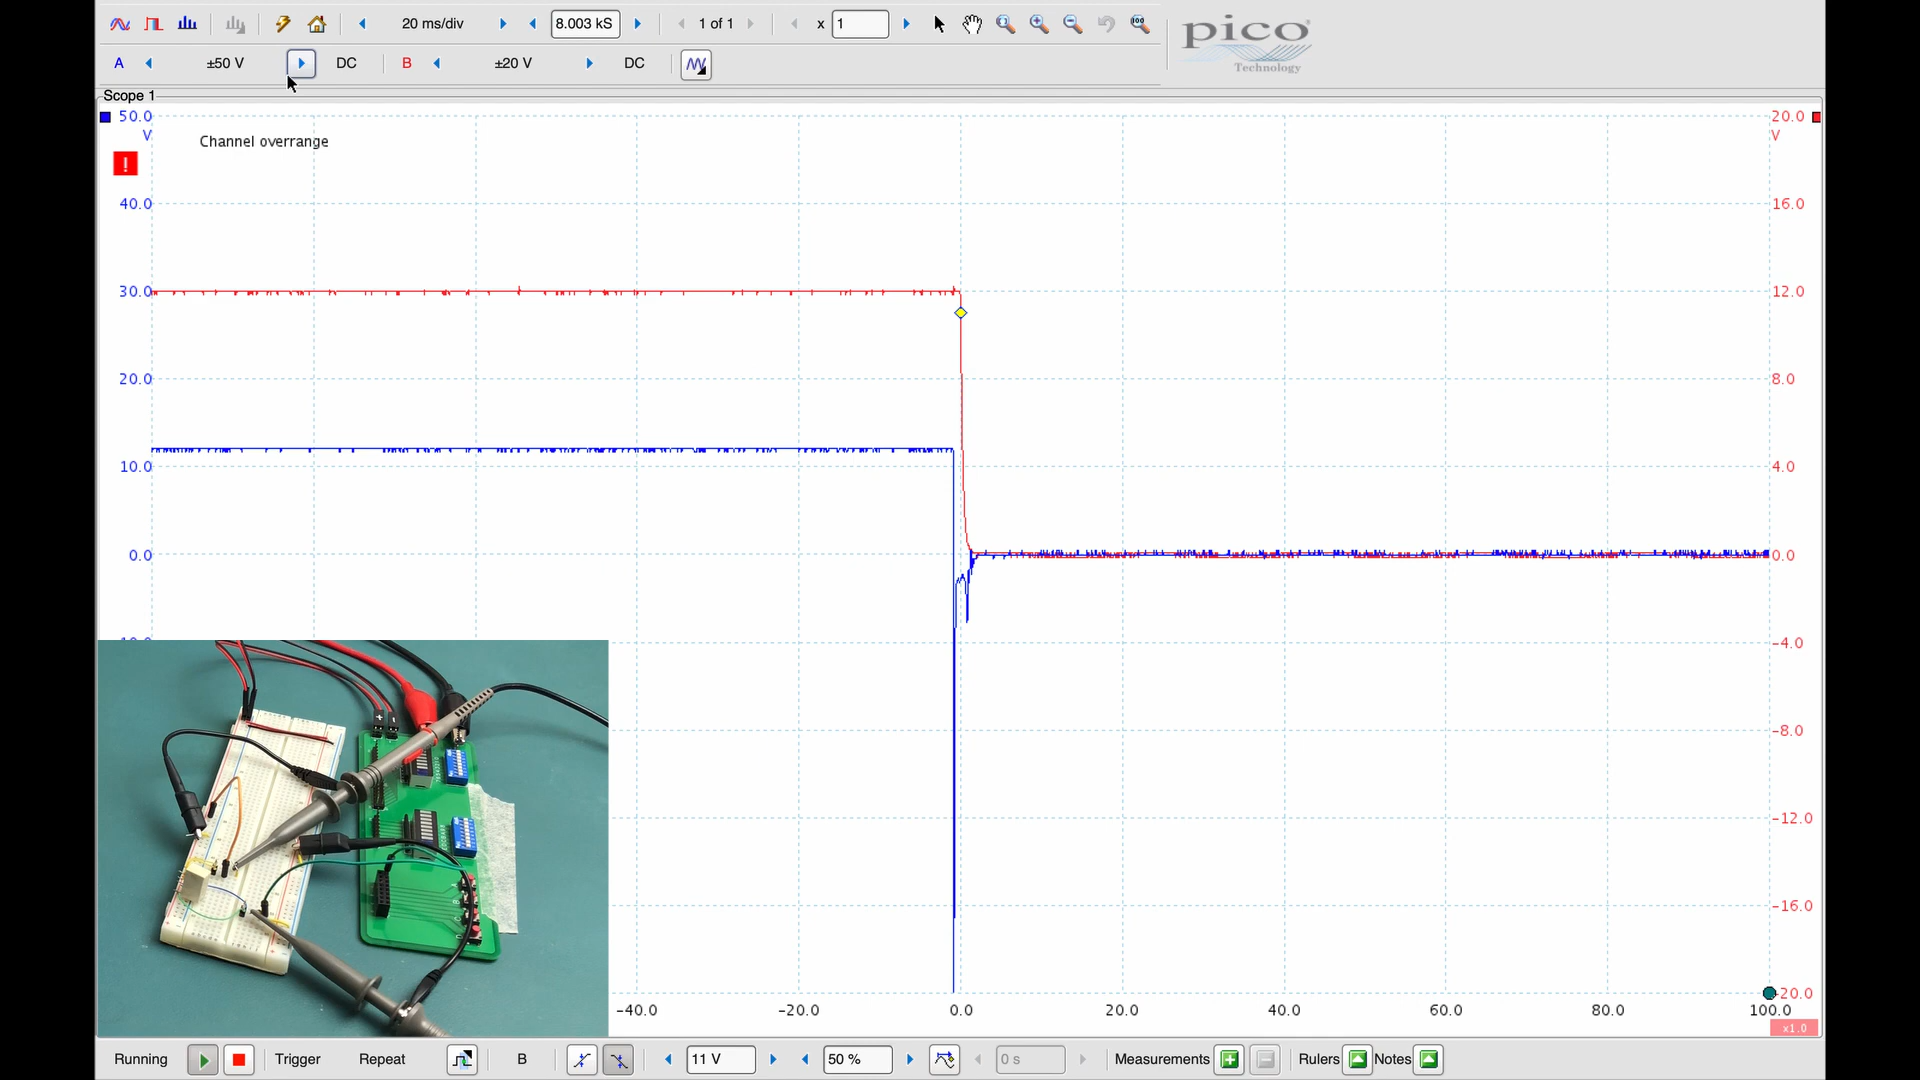 20 ms/div 8.003 kS 1 of 1 x 1
pico
Technology
A ±50 V DC B ±20 V DC
Scope 1
50.0 20.0
V V
Channel overrange
!
40.0 16.0
30.0 12.0
20.0 8.0
10.0 4.0
0.0 0.0
-4.0
-8.0
-12.0
-16.0
-20.0
-40.0 -20.0 0.0 20.0 40.0 60.0 80.0 100.0
x1.0
Running Trigger Repeat B 11 V 50 % 0 s Measurements Rulers Notes